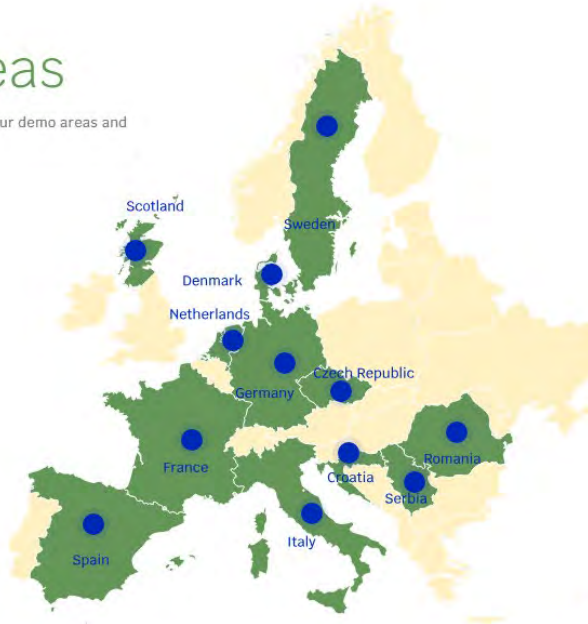 eas
ur demo areas and
Scotland
Sweden
Denmark
Netherlands
Czech Republic
Germany
Romania
France
Croatia
Serbia
Italy
Spain